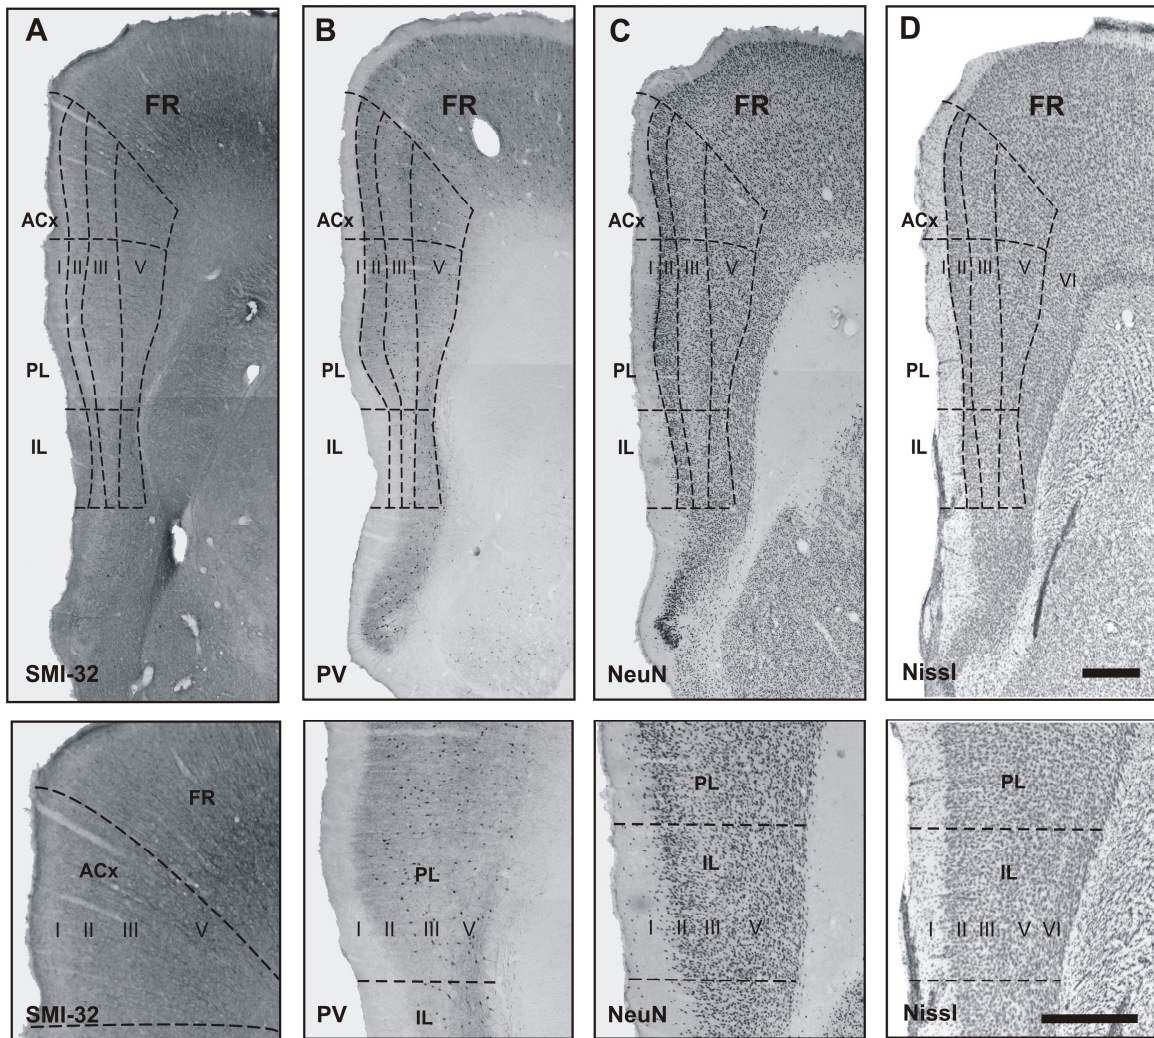 A
FR
ACx
I II III V
PL
IL
SMI-32
B
FR
ACx
I II III V
PL
IL
PV
C
FR
ACx
I II III V
PL
IL
NeuN
D
FR
ACx
I II III V VI
PL
IL
Nissl
FR
ACx
I II III V
SMI-32
PL
I II III V
PV IL
PL
IL
I II III V
NeuN
PL
IL
I II III V VI
Nissl